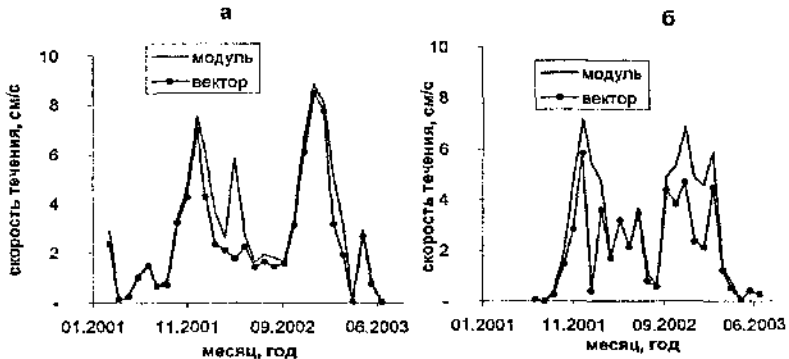 а
скорость течения, см/с
10
8
6
4
2
-
модуль
вектор
01.2001 11.2001 09.2002 06.2003
месяц, год
б
скорость течения, см/с
10
8
6
4
2
-
модуль
вектор
01.2001 11.2001 09.2002 06.2003
месяц, год